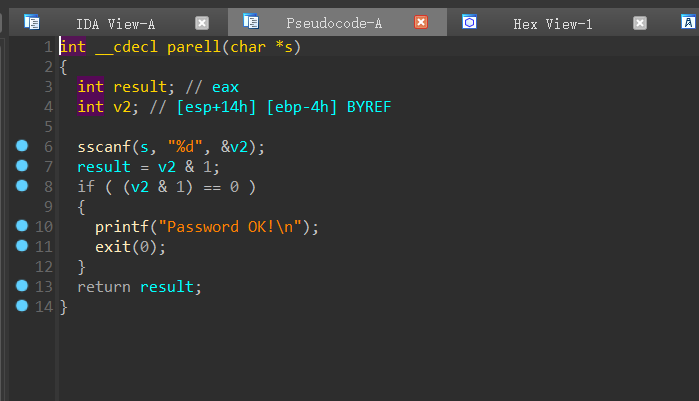 IDA View-A Pseudocode-A Hex View-1 A
1 int __cdecl parell(char *s)
2 {
3   int result; // eax
4   int v2; // [esp+14h] [ebp-4h] BYREF
5
6   sscanf(s, "%d", &v2);
7   result = v2 & 1;
8   if ( (v2 & 1) == 0 )
9   {
10     printf("Password OK!\n");
11     exit(0);
12   }
13   return result;
14 }